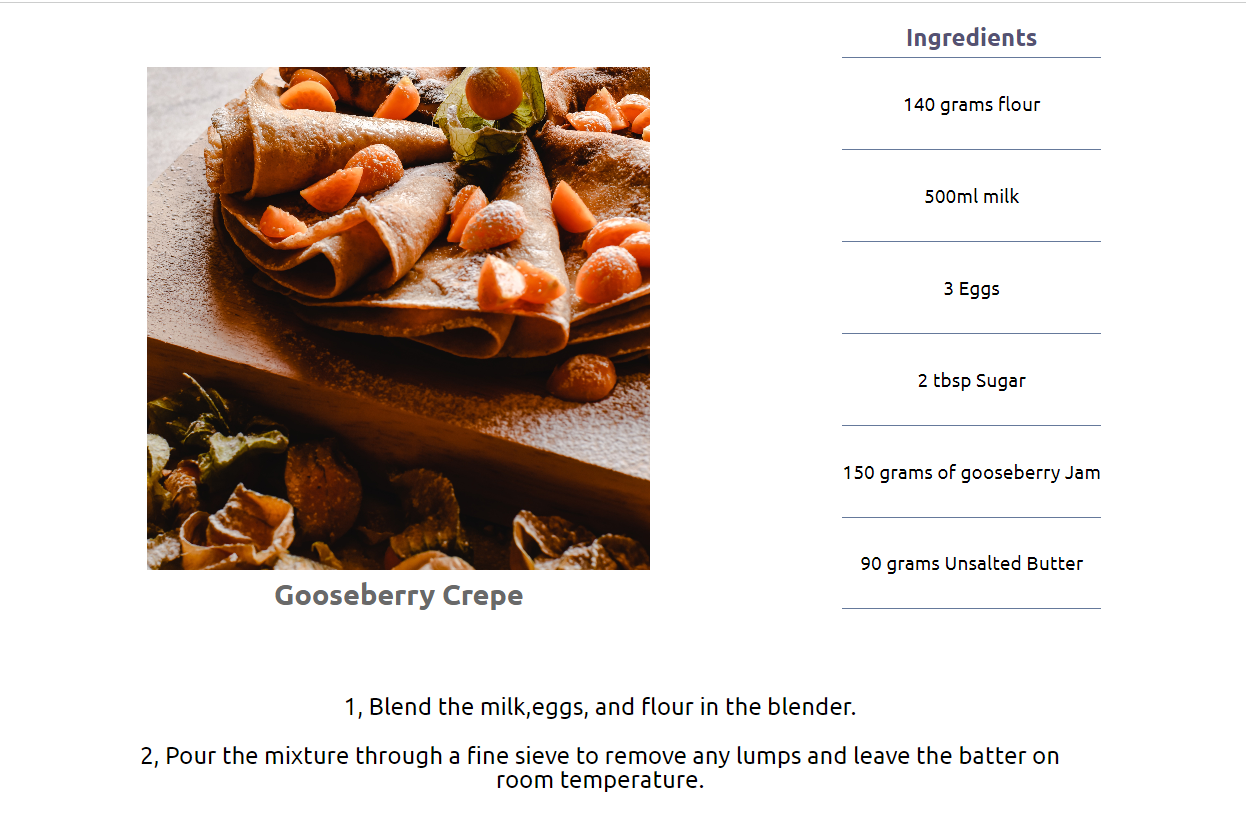 Ingredients
140 grams flour
500ml milk
3 Eggs
2 tbsp Sugar
150 grams of gooseberry Jam
90 grams Unsalted Butter
Gooseberry Crepe
1, Blend the milk,eggs, and flour in the blender.
2, Pour the mixture through a fine sieve to remove any lumps and leave the batter on
room temperature.